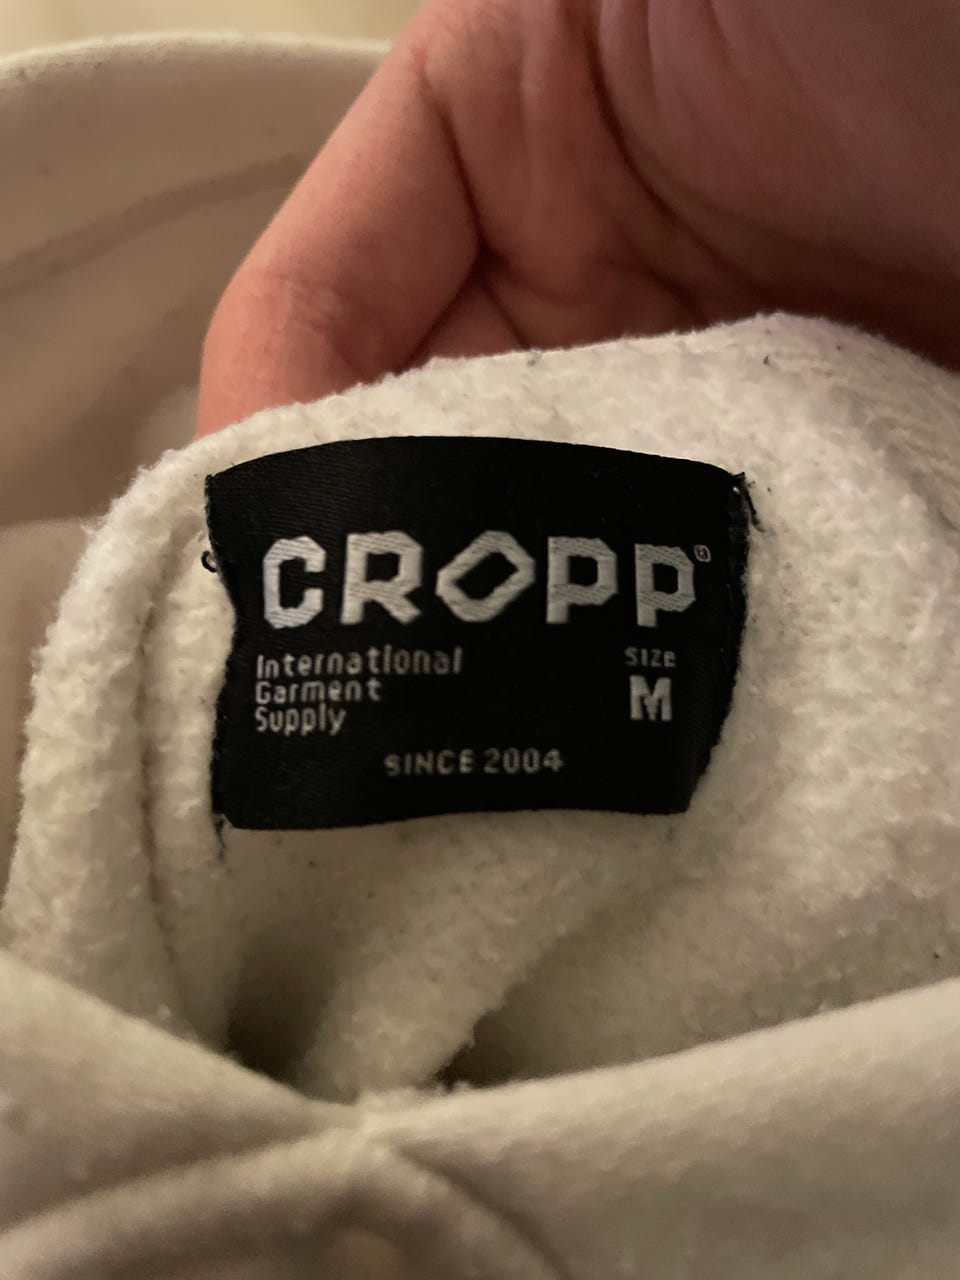 CROPP®
International
Garment
Supply
SIZE
M
SINCE 2004